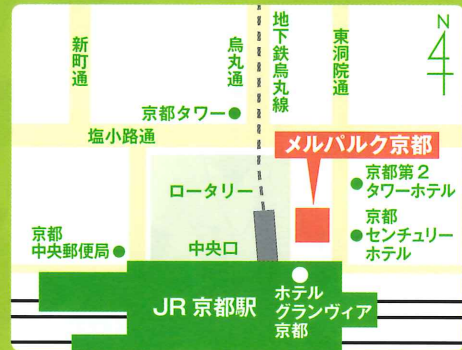 新町通
烏丸通
地下鉄烏丸線
東洞院通
N
京都タワー
塩小路通
メルパルク京都
京都第2
タワーホテル
ロータリー
京都
センチュリー
ホテル
京都
中央郵便局
中央口
JR 京都駅
ホテル
グランヴィア
京都